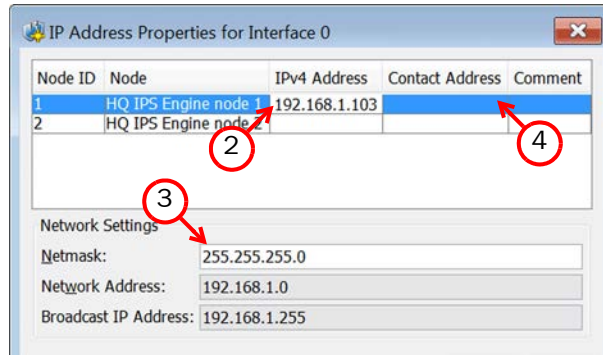 IP Address Properties for Interface 0
Node ID Node IPv4 Address Contact Address Comment
1 HQ IPS Engine node 1 192.168.1.103
2 HQ IPS Engine node 2
2
4
3
Network Settings
Netmask: 255.255.255.0
Network Address: 192.168.1.0
Broadcast IP Address: 192.168.1.255